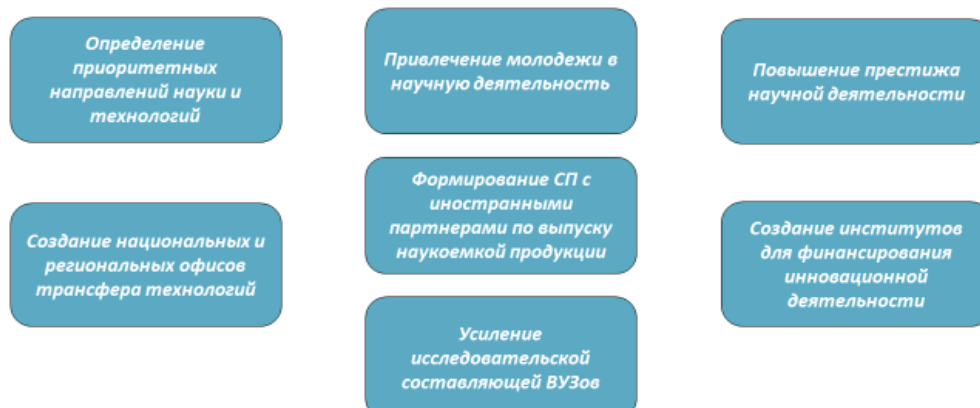 Определение
приоритетных
направлений науки и
технологий
Привлечение молодежи в
научную деятельность
Повышение престижа
научной деятельности
Создание национальных и
региональных офисов
трансфера технологий
Формирование СП с
иностранными
партнерами по выпуску
наукоемкой продукции
Создание институтов
для финансирования
инновационной
деятельности
Усиление
исследовательской
составляющей ВУЗов